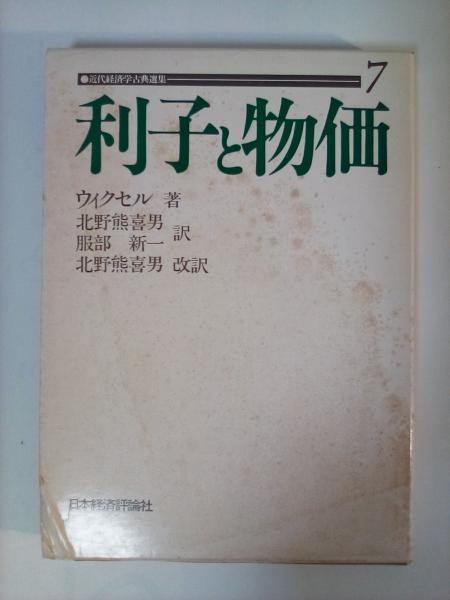 ●近代経済学古典選集
7
利子と物価
ウィクセル 著
北野熊喜男
服部 新一 訳
北野熊喜男 改訳
日本経済評論社